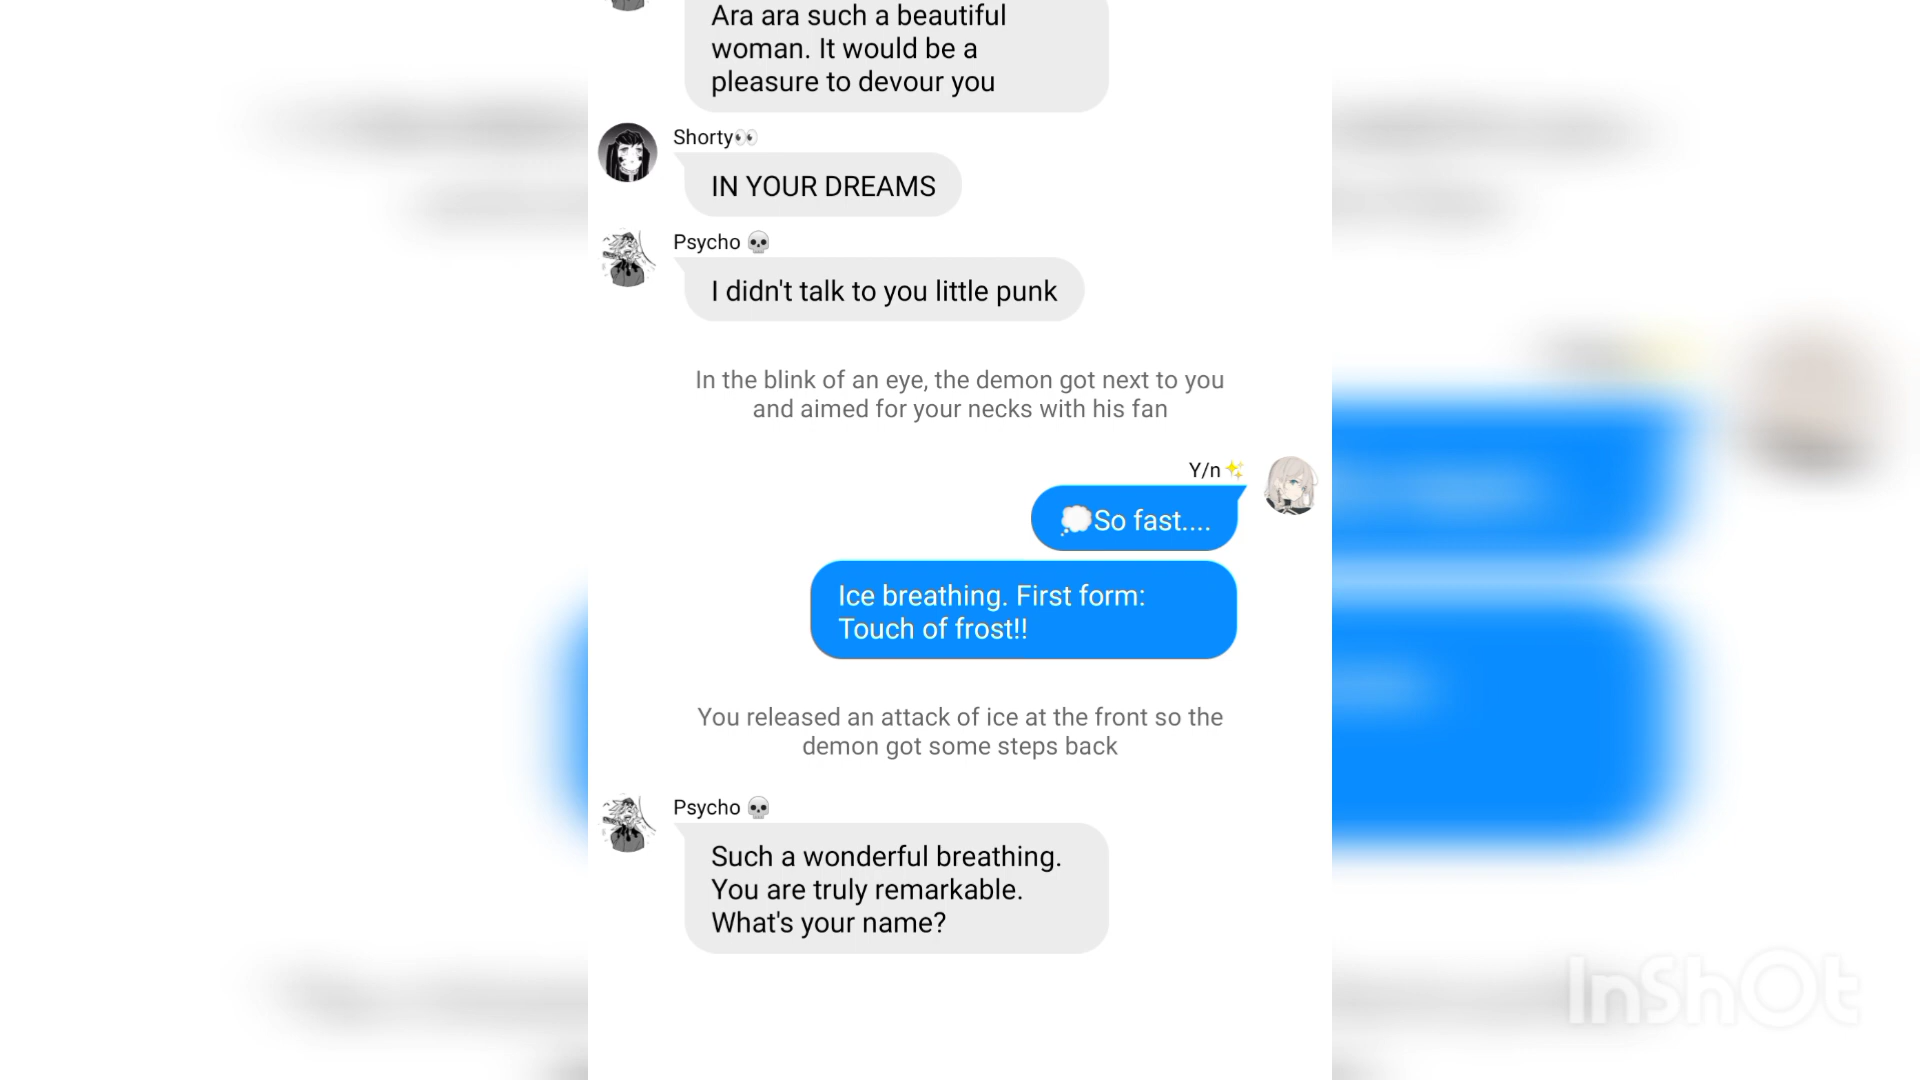 Ara ara such a beautiful
woman. It would be a
pleasure to devour you
Shorty👀
IN YOUR DREAMS
Psycho 💀
I didn't talk to you little punk
In the blink of an eye, the demon got next to you
and aimed for your necks with his fan
Y/n✨
💭So fast....
Ice breathing. First form:
Touch of frost!!
You released an attack of ice at the front so the
demon got some steps back
Psycho 💀
Such a wonderful breathing.
You are truly remarkable.
What's your name?
InShOt